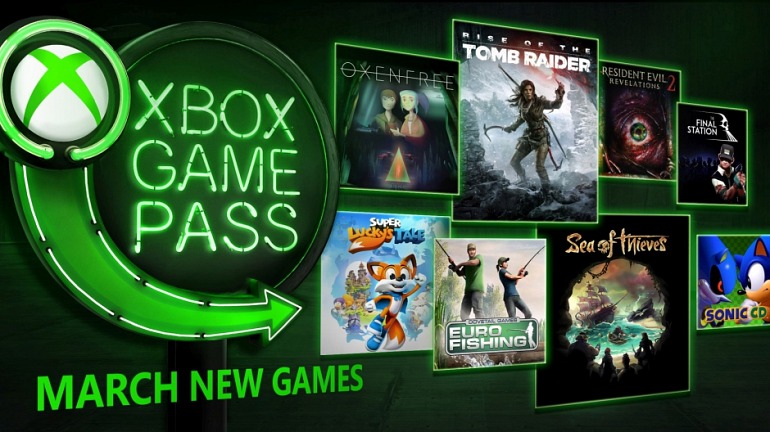 XBOX
GAME
PASS
MARCH NEW GAMES
OXENFREE
RISE OF THE
TOMB RAIDER
RESIDENT EVIL
REVELATIONS 2
THE
FINAL
STATION
SUPER
LUCKY'S TALE
EURO
FISHING
Sea of Thieves
SONIC CD